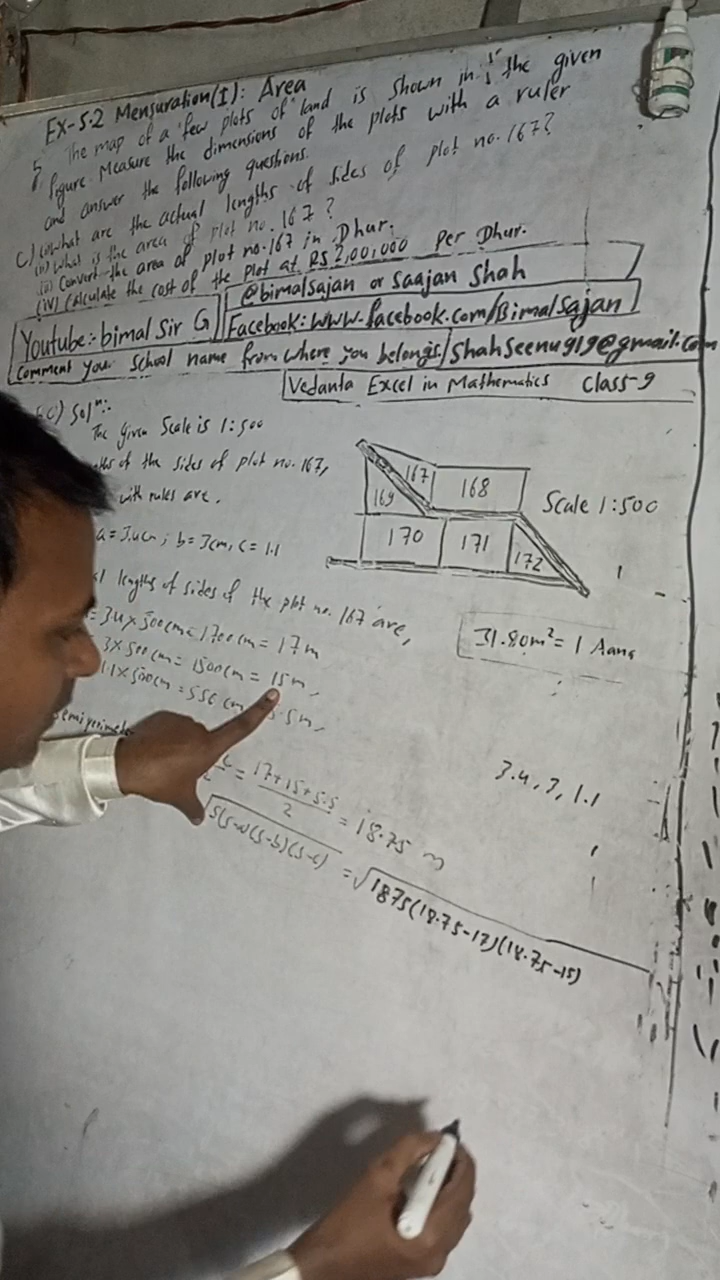 Ex-5.2 Mensuration(I): Area
5. The map of a few plots of land is shown in the given
figure. Measure the dimensions of the plots with a ruler
and answer the following questions.
c) (i) What are the actual lengths of sides of plot no. 167?
(ii) What is the area of plot no. 167?
(iii) Convert the area of plot no. 167 in Dhur.
(iv) Calculate the cost of the plot at RS 2,00,000 per Dhur.
@bimalsajan or Saajan Shah
Youtube:- bimal Sir G
Facebook: www.facebook.com/Bimalsajan
Comment your school name from where you belongs/Shahseenu919@gmail.com
Vedanta Excel in Mathematics Class-9
5c) Solⁿ:-
The given Scale is 1:500
of the sides of plot no. 167,
with rules are.
a = 3.4cm; b = 3cm, c = 1.1
167
168
169
170
171
172
Scale 1:500
lengths of sides of the plot no. 167 are,
= 3.4 x 500cm = 1700cm = 17m
3 x 500cm = 1500cm = 15m,
1.1 x 500cm = 550 cm 5.5m,
31.80m² = 1 Aana
semiperimeter
= 17+15+5.5 / 2 = 18.75 m
3.4, 3, 1.1
√s(s-a)(s-b)(s-c) = √1875(18.75-17)(18.75-15)